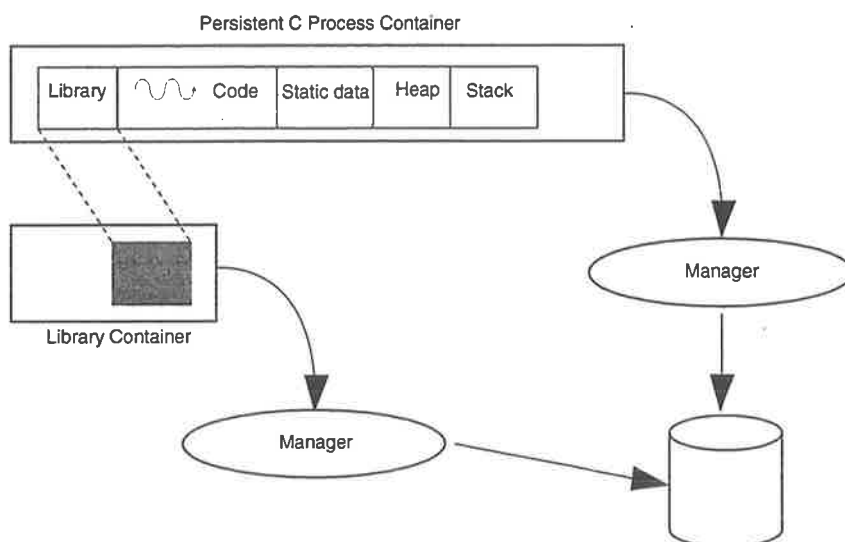 Persistent C Process Container
Library Code Static data Heap Stack
Manager
Library Container
Manager